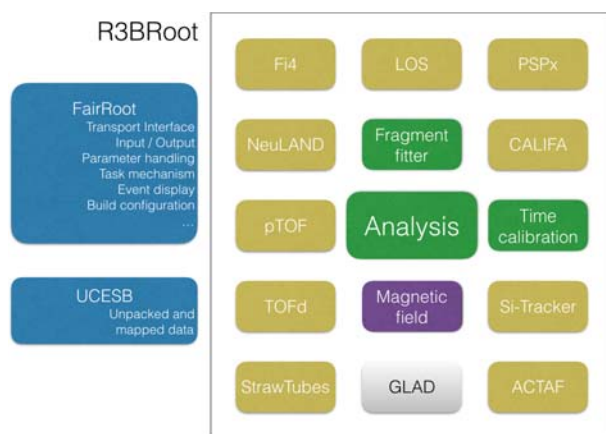 R3BRoot
FairRoot
Transport Interface
Input / Output
Parameter handling
Task mechanism
Event display
Build configuration
...
UCESB
Unpacked and
mapped data
Fi4
LOS
PSPx
NeuLAND
Fragment
fitter
CALIFA
pTOF
Analysis
Time
calibration
TOFd
Magnetic
field
Si-Tracker
StrawTubes
GLAD
ACTAF